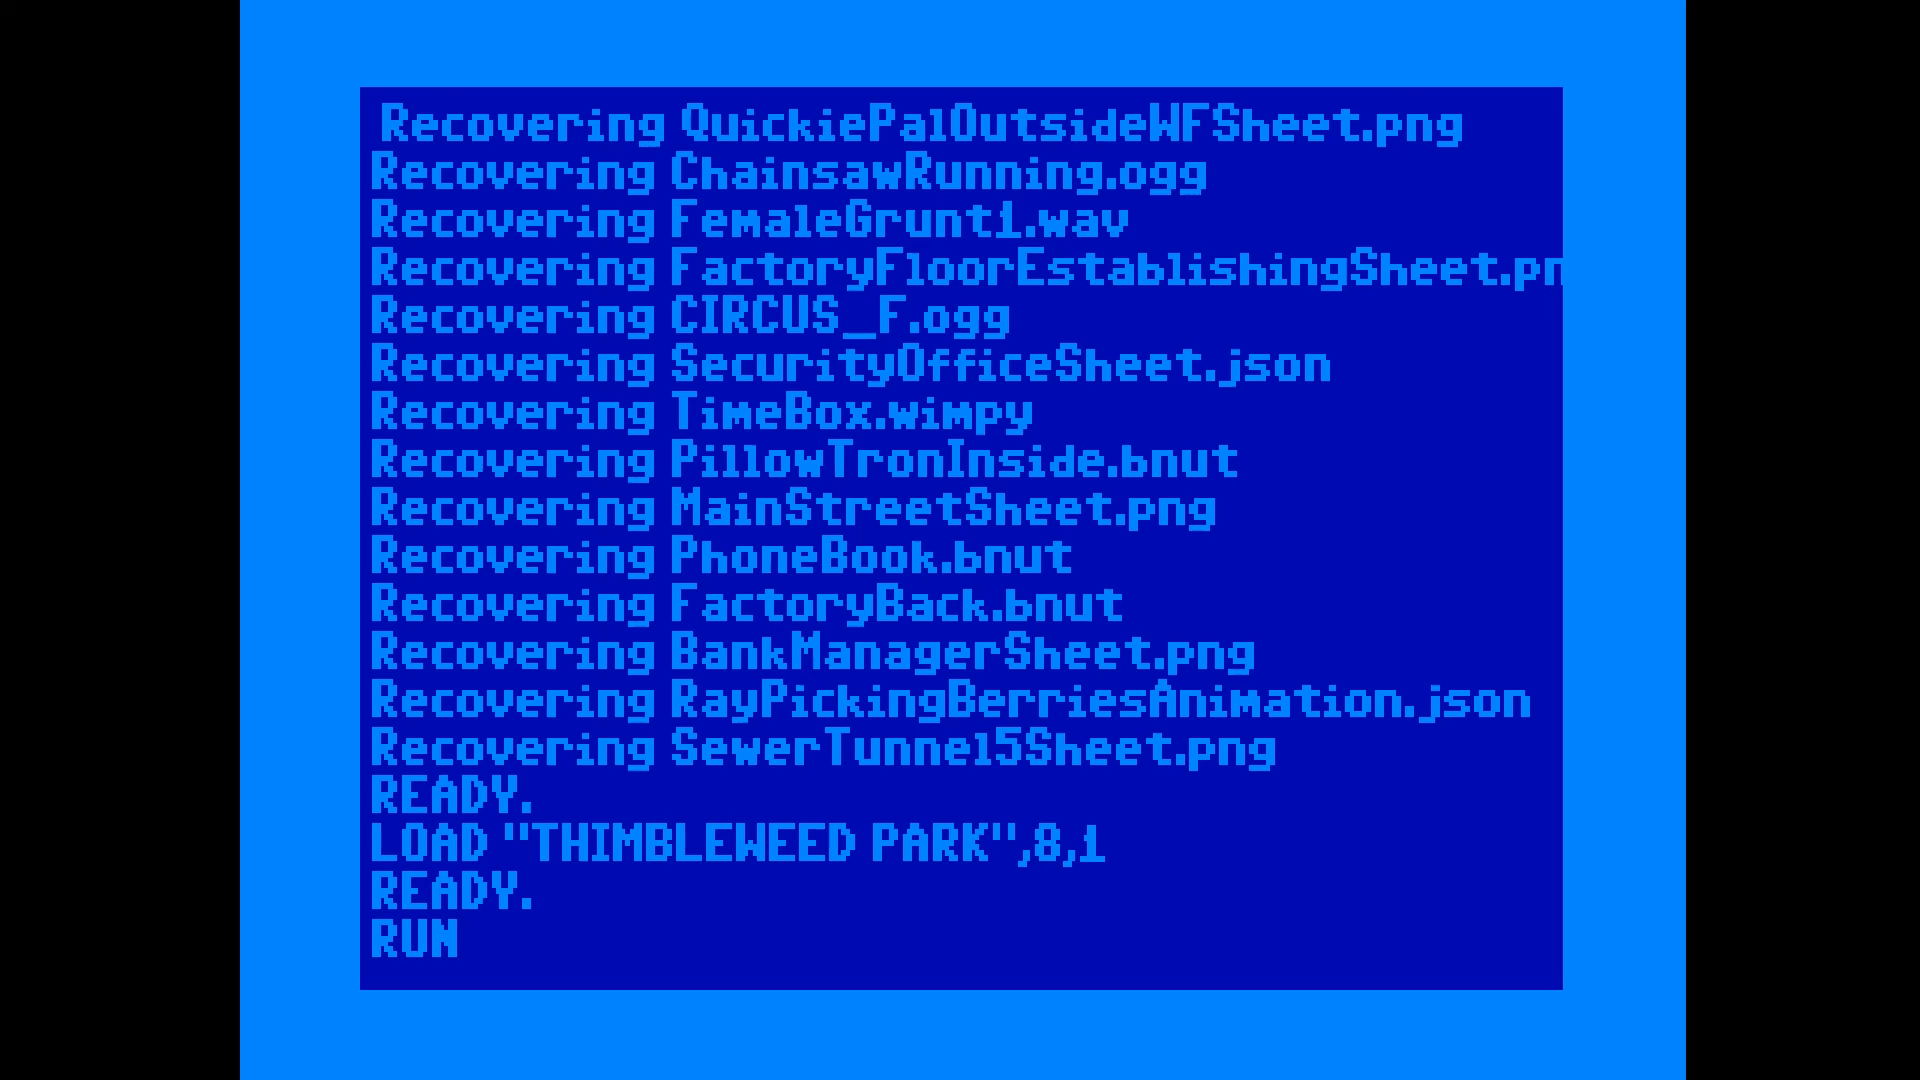 Recovering QuickiePalOutsideWFSheet.png
Recovering ChainsawRunning.ogg
Recovering FemaleGrunt1.wav
Recovering FactoryFloorEstablishingSheet.pn
Recovering CIRCUS_F.ogg
Recovering SecurityOfficeSheet.json
Recovering TimeBox.wimpy
Recovering PillowTronInside.bnut
Recovering MainStreetSheet.png
Recovering PhoneBook.bnut
Recovering FactoryBack.bnut
Recovering BankManagerSheet.png
Recovering RayPickingBerriesAnimation.json
Recovering SewerTunnel5Sheet.png
READY.
LOAD "THIMBLEWEED PARK",8,1
READY.
RUN